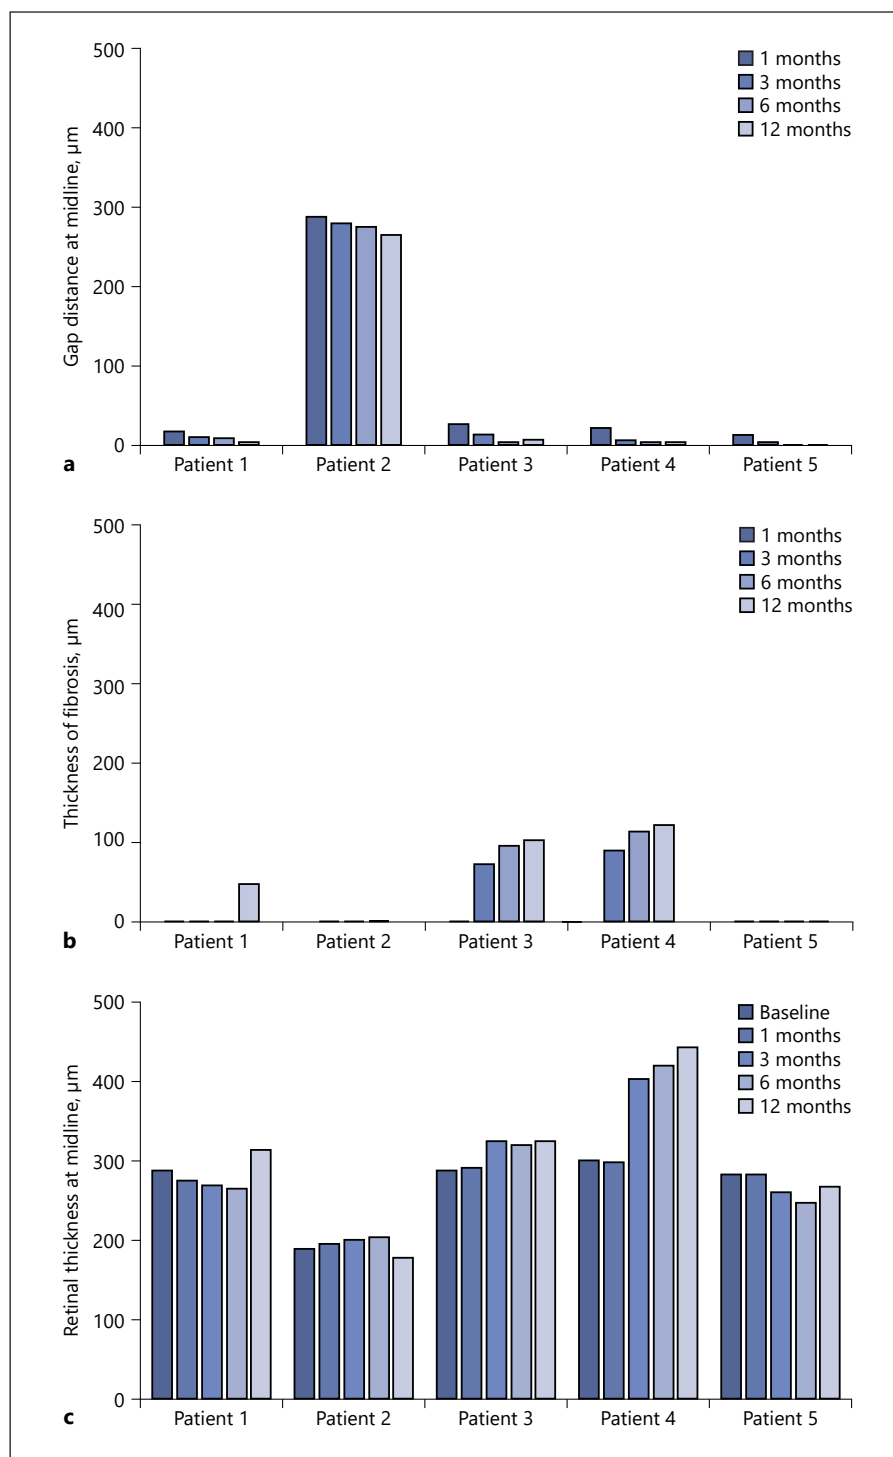 500
400
300
200
100
0
Gap distance at midline, µm
1 months
3 months
6 months
12 months
Patient 1
Patient 2
Patient 3
Patient 4
Patient 5
a
500
400
300
200
100
0
Thickness of fibrosis, µm
1 months
3 months
6 months
12 months
Patient 1
Patient 2
Patient 3
Patient 4
Patient 5
b
500
400
300
200
100
0
Retinal thickness at midline, µm
Baseline
1 months
3 months
6 months
12 months
Patient 1
Patient 2
Patient 3
Patient 4
Patient 5
c